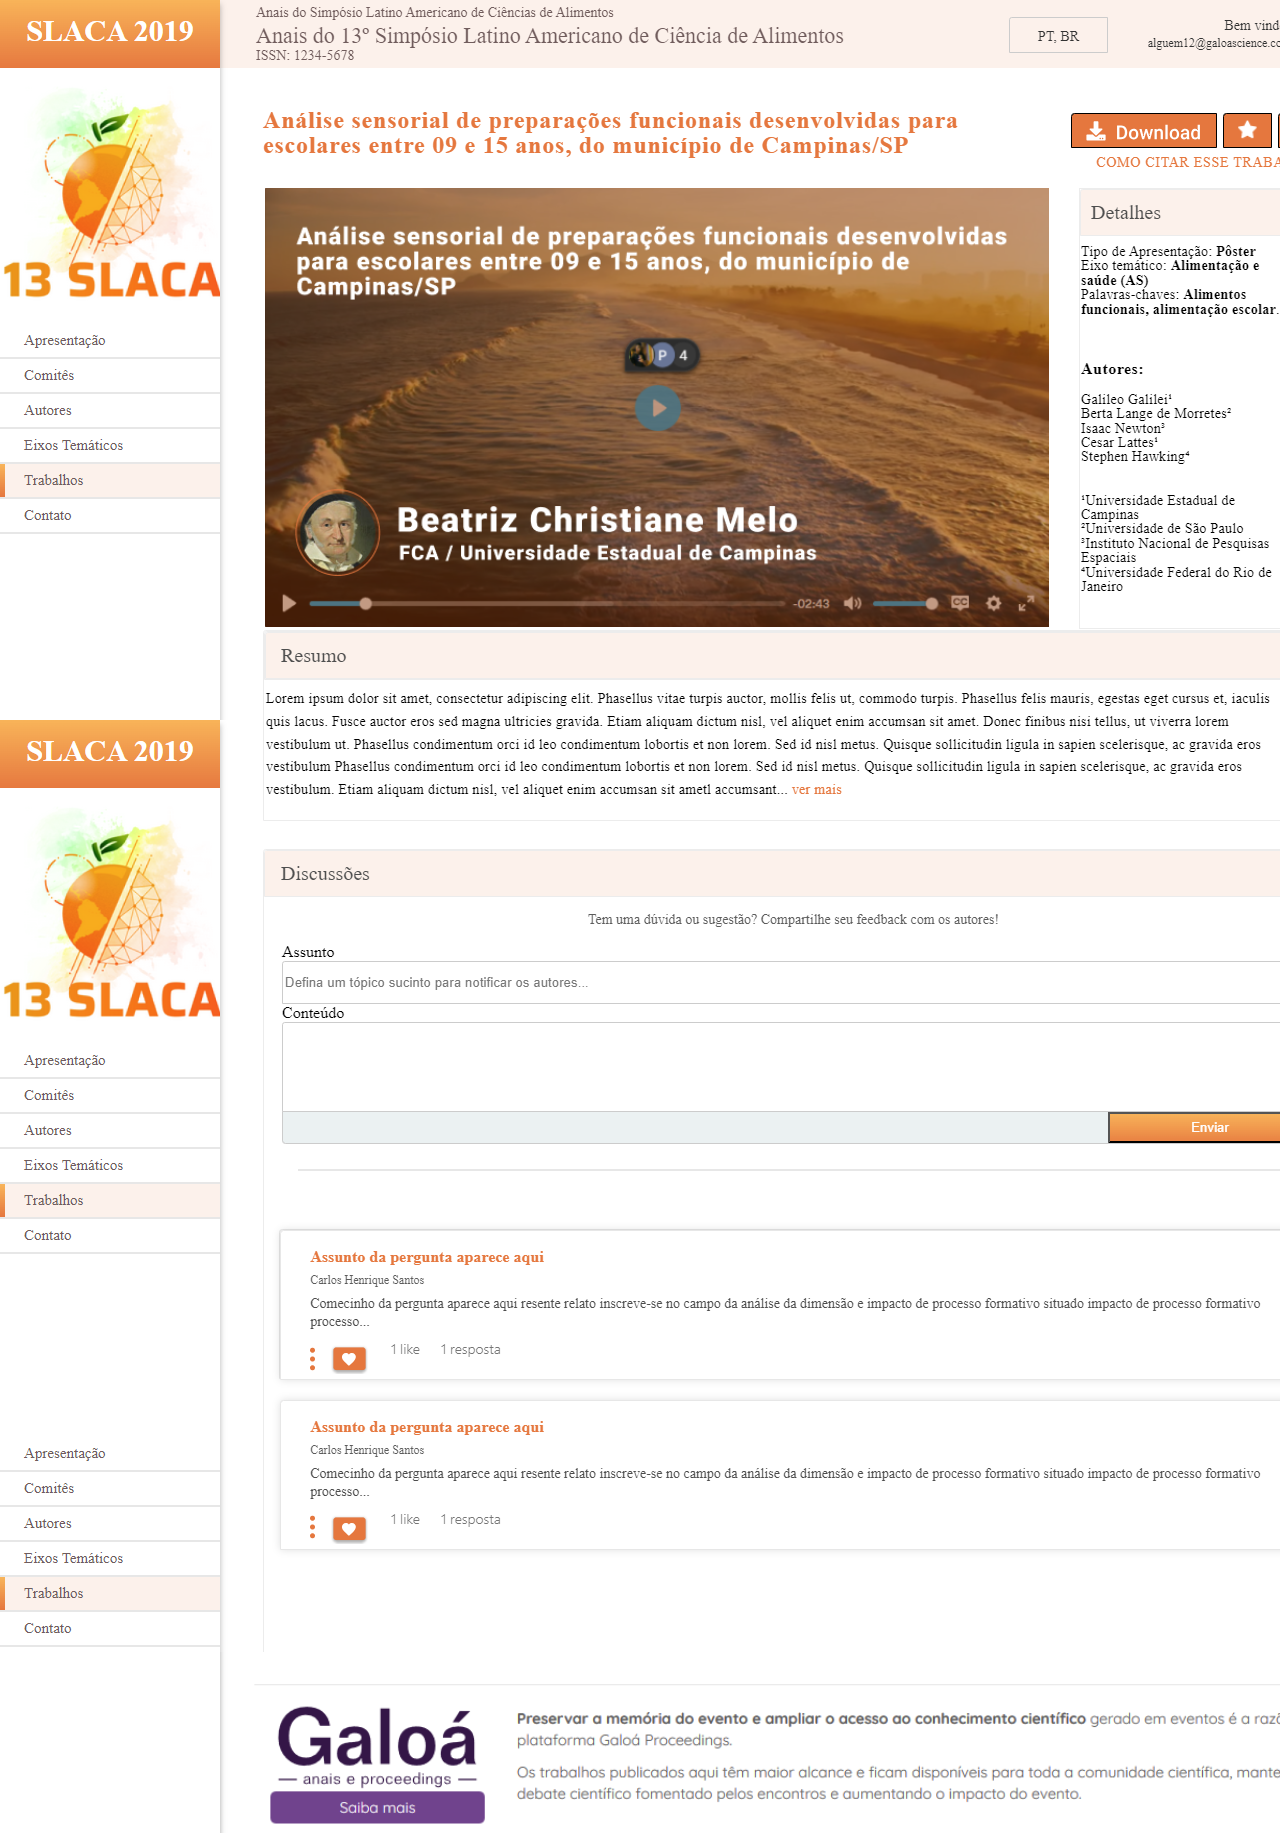 SLACA 2019
Anais do Simpósio Latino Americano de Ciências de Alimentos
Anais do 13º Simpósio Latino Americano de Ciência de Alimentos
ISSN: 1234-5678
PT, BR
Bem vind
alguem12@galoascience.co
13 SLACA
Apresentação
Comitês
Autores
Eixos Temáticos
Trabalhos
Contato
Análise sensorial de preparações funcionais desenvolvidas para
escolares entre 09 e 15 anos, do município de Campinas/SP
Download
COMO CITAR ESSE TRABA
Análise sensorial de preparações funcionais desenvolvidas
para escolares entre 09 e 15 anos, do município de
Campinas/SP
P 4
Beatriz Christiane Melo
FCA / Universidade Estadual de Campinas
-02:43
CC
Detalhes
Tipo de Apresentação: Pôster
Eixo temático: Alimentação e
saúde (AS)
Palavras-chaves: Alimentos
funcionais, alimentação escolar.
Autores:
Galileo Galilei¹
Berta Lange de Morretes²
Isaac Newton³
Cesar Lattes¹
Stephen Hawking⁴
¹Universidade Estadual de
Campinas
²Universidade de São Paulo
³Instituto Nacional de Pesquisas
Espaciais
⁴Universidade Federal do Rio de
Janeiro
Resumo
Lorem ipsum dolor sit amet, consectetur adipiscing elit. Phasellus vitae turpis auctor, mollis felis ut, commodo turpis. Phasellus felis mauris, egestas eget cursus et, iaculis
quis lacus. Fusce auctor eros sed magna ultricies gravida. Etiam aliquam dictum nisl, vel aliquet enim accumsan sit amet. Donec finibus nisi tellus, ut viverra lorem
vestibulum ut. Phasellus condimentum orci id leo condimentum lobortis et non lorem. Sed id nisl metus. Quisque sollicitudin ligula in sapien scelerisque, ac gravida eros
vestibulum Phasellus condimentum orci id leo condimentum lobortis et non lorem. Sed id nisl metus. Quisque sollicitudin ligula in sapien scelerisque, ac gravida eros
vestibulum. Etiam aliquam dictum nisl, vel aliquet enim accumsan sit ametl accumsant... ver mais
SLACA 2019
13 SLACA
Apresentação
Comitês
Autores
Eixos Temáticos
Trabalhos
Contato
Discussões
Tem uma dúvida ou sugestão? Compartilhe seu feedback com os autores!
Assunto
Defina um tópico sucinto para notificar os autores...
Conteúdo
Enviar
Assunto da pergunta aparece aqui
Carlos Henrique Santos
Comecinho da pergunta aparece aqui resente relato inscreve-se no campo da análise da dimensão e impacto de processo formativo situado impacto de processo formativo
processo...
1 like 1 resposta
Assunto da pergunta aparece aqui
Carlos Henrique Santos
Comecinho da pergunta aparece aqui resente relato inscreve-se no campo da análise da dimensão e impacto de processo formativo situado impacto de processo formativo
processo...
1 like 1 resposta
Apresentação
Comitês
Autores
Eixos Temáticos
Trabalhos
Contato
Galoá
anais e proceedings
Saiba mais
Preservar a memória do evento e ampliar o acesso ao conhecimento científico gerado em eventos é a razã
plataforma Galoá Proceedings.
Os trabalhos publicados aqui têm maior alcance e ficam disponíveis para toda a comunidade científica, mante
debate científico fomentado pelos encontros e aumentando o impacto do evento.